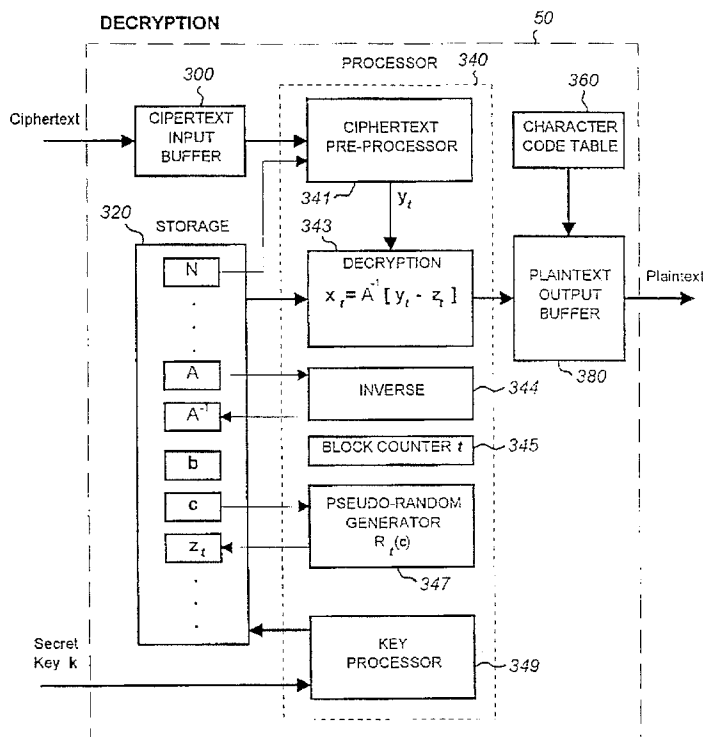 DECRYPTION
50
PROCESSOR
340
300
360
Ciphertext
CIPERTEXT
INPUT
BUFFER
CIPHERTEXT
PRE-PROCESSOR
CHARACTER
CODE TABLE
341
y_t
320
STORAGE
343
N
DECRYPTION
x_t = A^-1 [ y_t - z_t ]
PLAINTEXT
OUTPUT
BUFFER
Plaintext
380
A
INVERSE
344
A^-1
BLOCK COUNTER t
345
b
c
PSEUDO-RANDOM
GENERATOR
R_t(c)
z_t
347
Secret
Key k
KEY
PROCESSOR
349